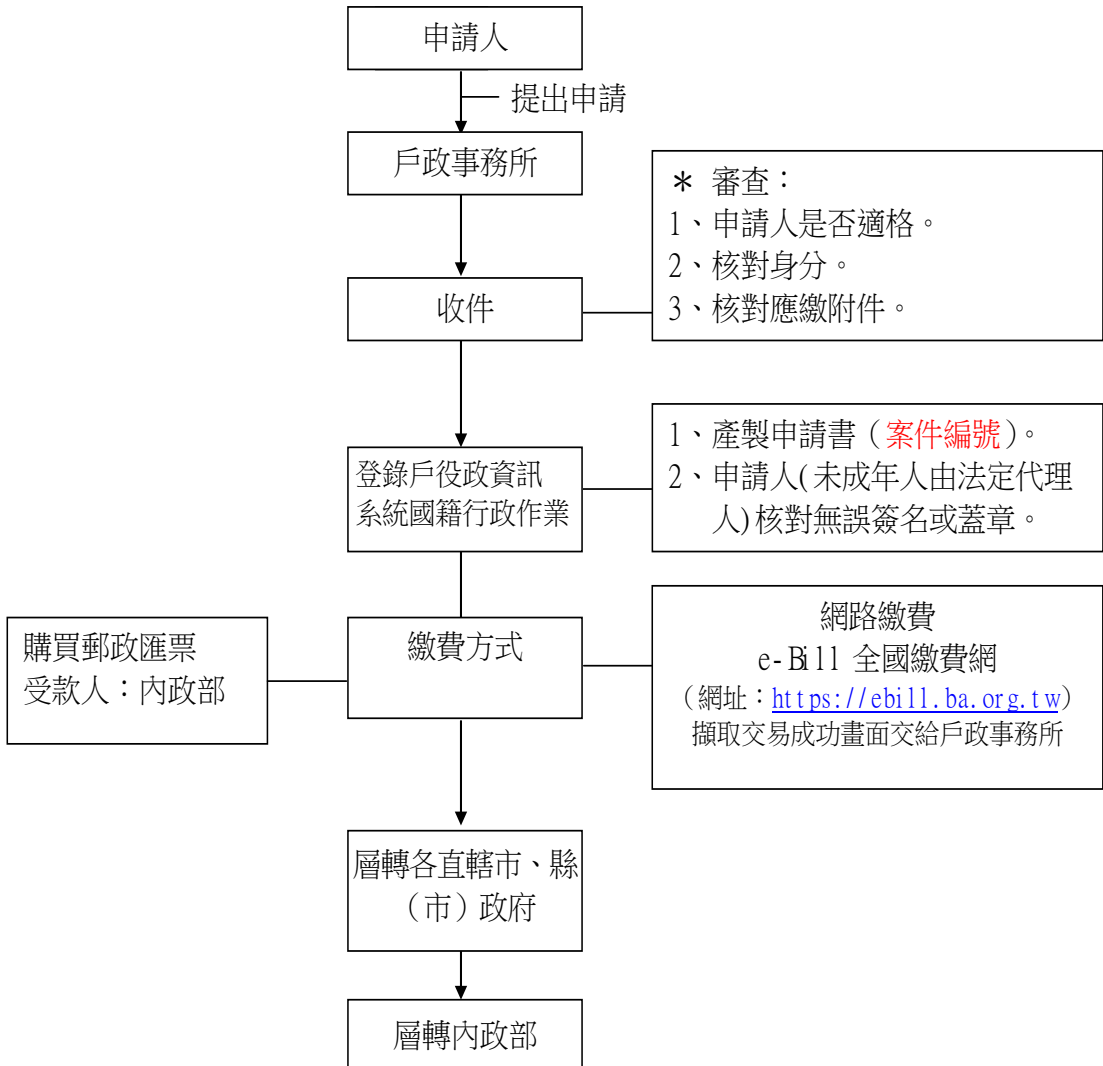 申請人
提出申請
戶政事務所
＊ 審查：
1、申請人是否適格。
2、核對身分。
3、核對應繳附件。
收件
1、產製申請書（案件編號）。
2、申請人(未成年人由法定代理
人)核對無誤簽名或蓋章。
登錄戶役政資訊
系統國籍行政作業
購買郵政匯票
受款人：內政部
繳費方式
網路繳費
e-Bill 全國繳費網
（網址：https://ebill.ba.org.tw）
擷取交易成功畫面交給戶政事務所
層轉各直轄市、縣
（市）政府
層轉內政部